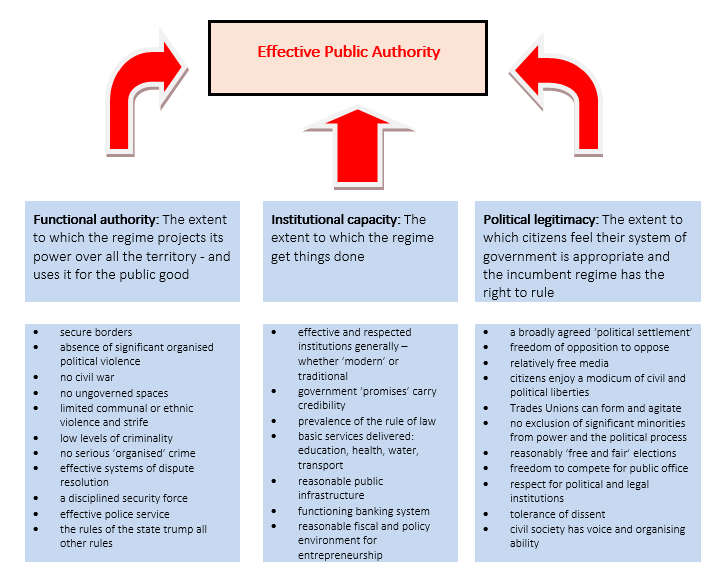 Effective Public Authority
Functional authority: The extent
to which the regime projects its
power over all the territory - and
uses it for the public good
Institutional capacity: The
extent to which the regime
get things done
Political legitimacy: The extent to
which citizens feel their system of
government is appropriate and
the incumbent regime has the
right to rule
• secure borders
• absence of significant organised
political violence
• no civil war
• no ungoverned spaces
• limited communal or ethnic
violence and strife
• low levels of criminality
• no serious ‘organised’ crime
• effective systems of dispute
resolution
• a disciplined security force
• effective police service
• the rules of the state trump all
other rules
• effective and respected
institutions generally –
whether ‘modern’ or
traditional
• government ‘promises’ carry
credibility
• prevalence of the rule of law
• basic services delivered:
education, health, water,
transport
• reasonable public
infrastructure
• functioning banking system
• reasonable fiscal and policy
environment for
entrepreneurship
• a broadly agreed ‘political settlement’
• freedom of opposition to oppose
• relatively free media
• citizens enjoy a modicum of civil and
political liberties
• Trades Unions can form and agitate
• no exclusion of significant minorities
from power and the political process
• reasonably ‘free and fair’ elections
• freedom to compete for public office
• respect for political and legal
institutions
• tolerance of dissent
• civil society has voice and organising
ability